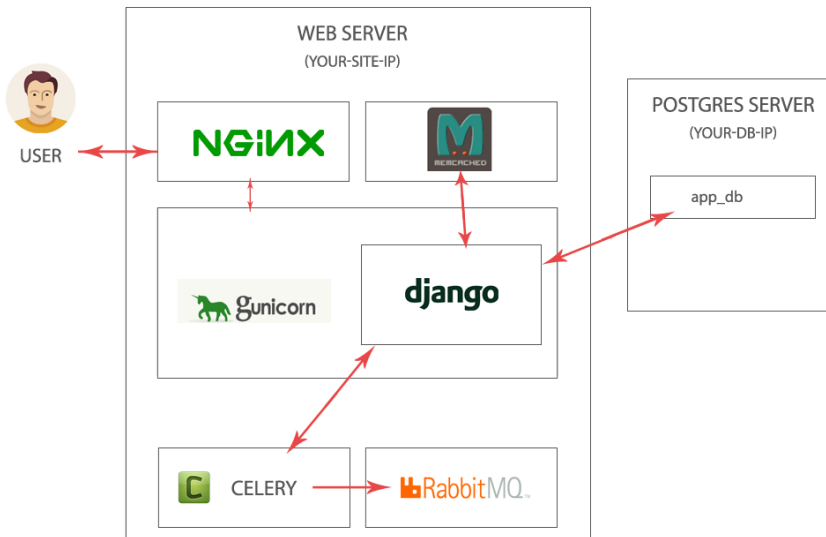 WEB SERVER
(YOUR-SITE-IP)
USER
NGiNX
MEMCACHED
POSTGRES SERVER
(YOUR-DB-IP)
app_db
gunicorn
django
C CELERY
RabbitMQ